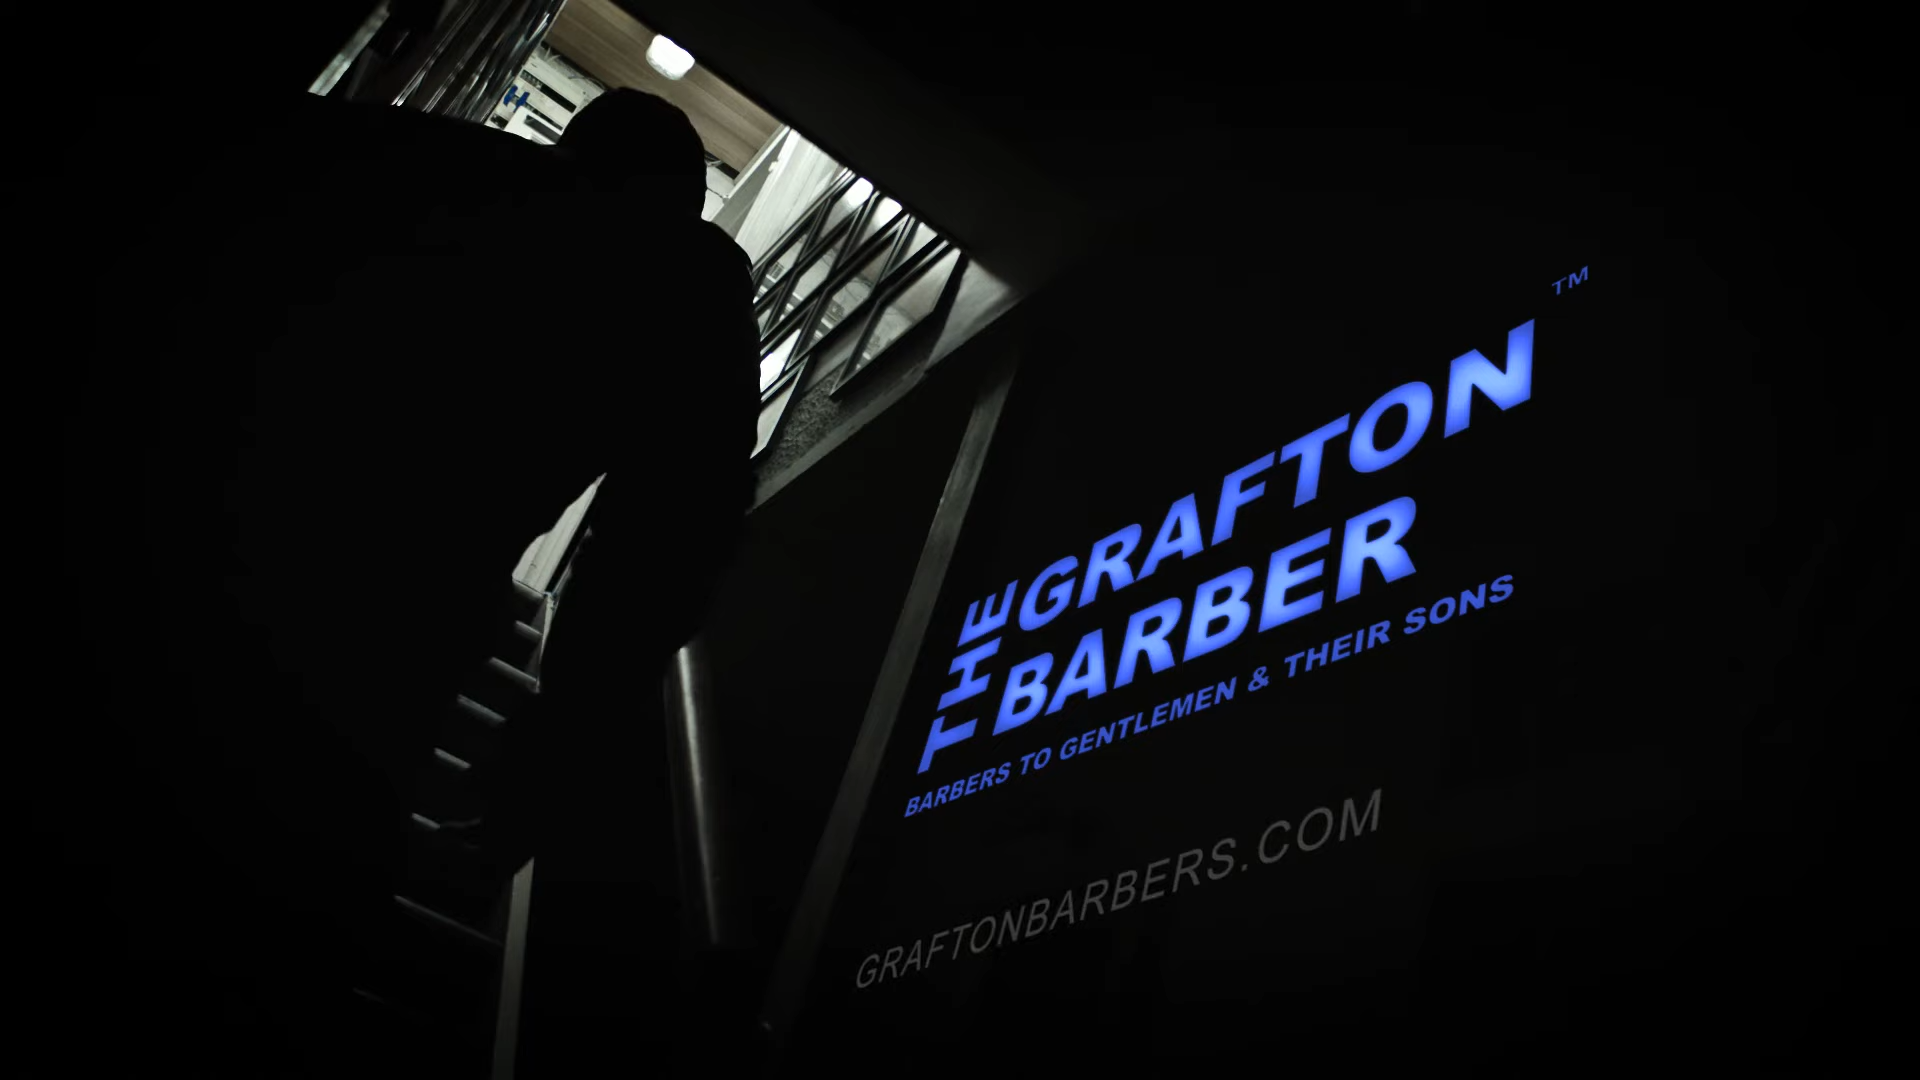 THE GRAFTON
BARBER
TM
BARBERS TO GENTLEMEN & THEIR SONS
GRAFTONBARBERS.COM